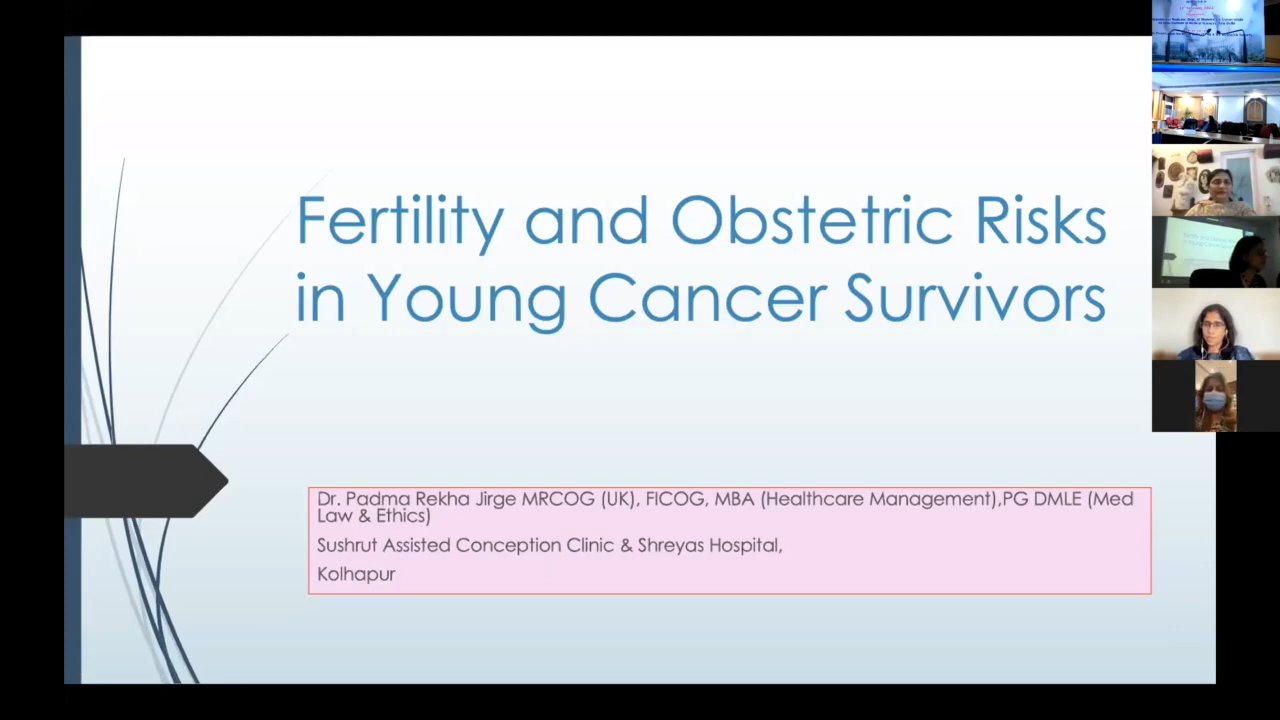 Fertility and Obstetric Risks
in Young Cancer Survivors
Dr. Padma Rekha Jirge MRCOG (UK), FICOG, MBA (Healthcare Management),PG DMLE (Med
Law & Ethics)
Sushrut Assisted Conception Clinic & Shreyas Hospital,
Kolhapur